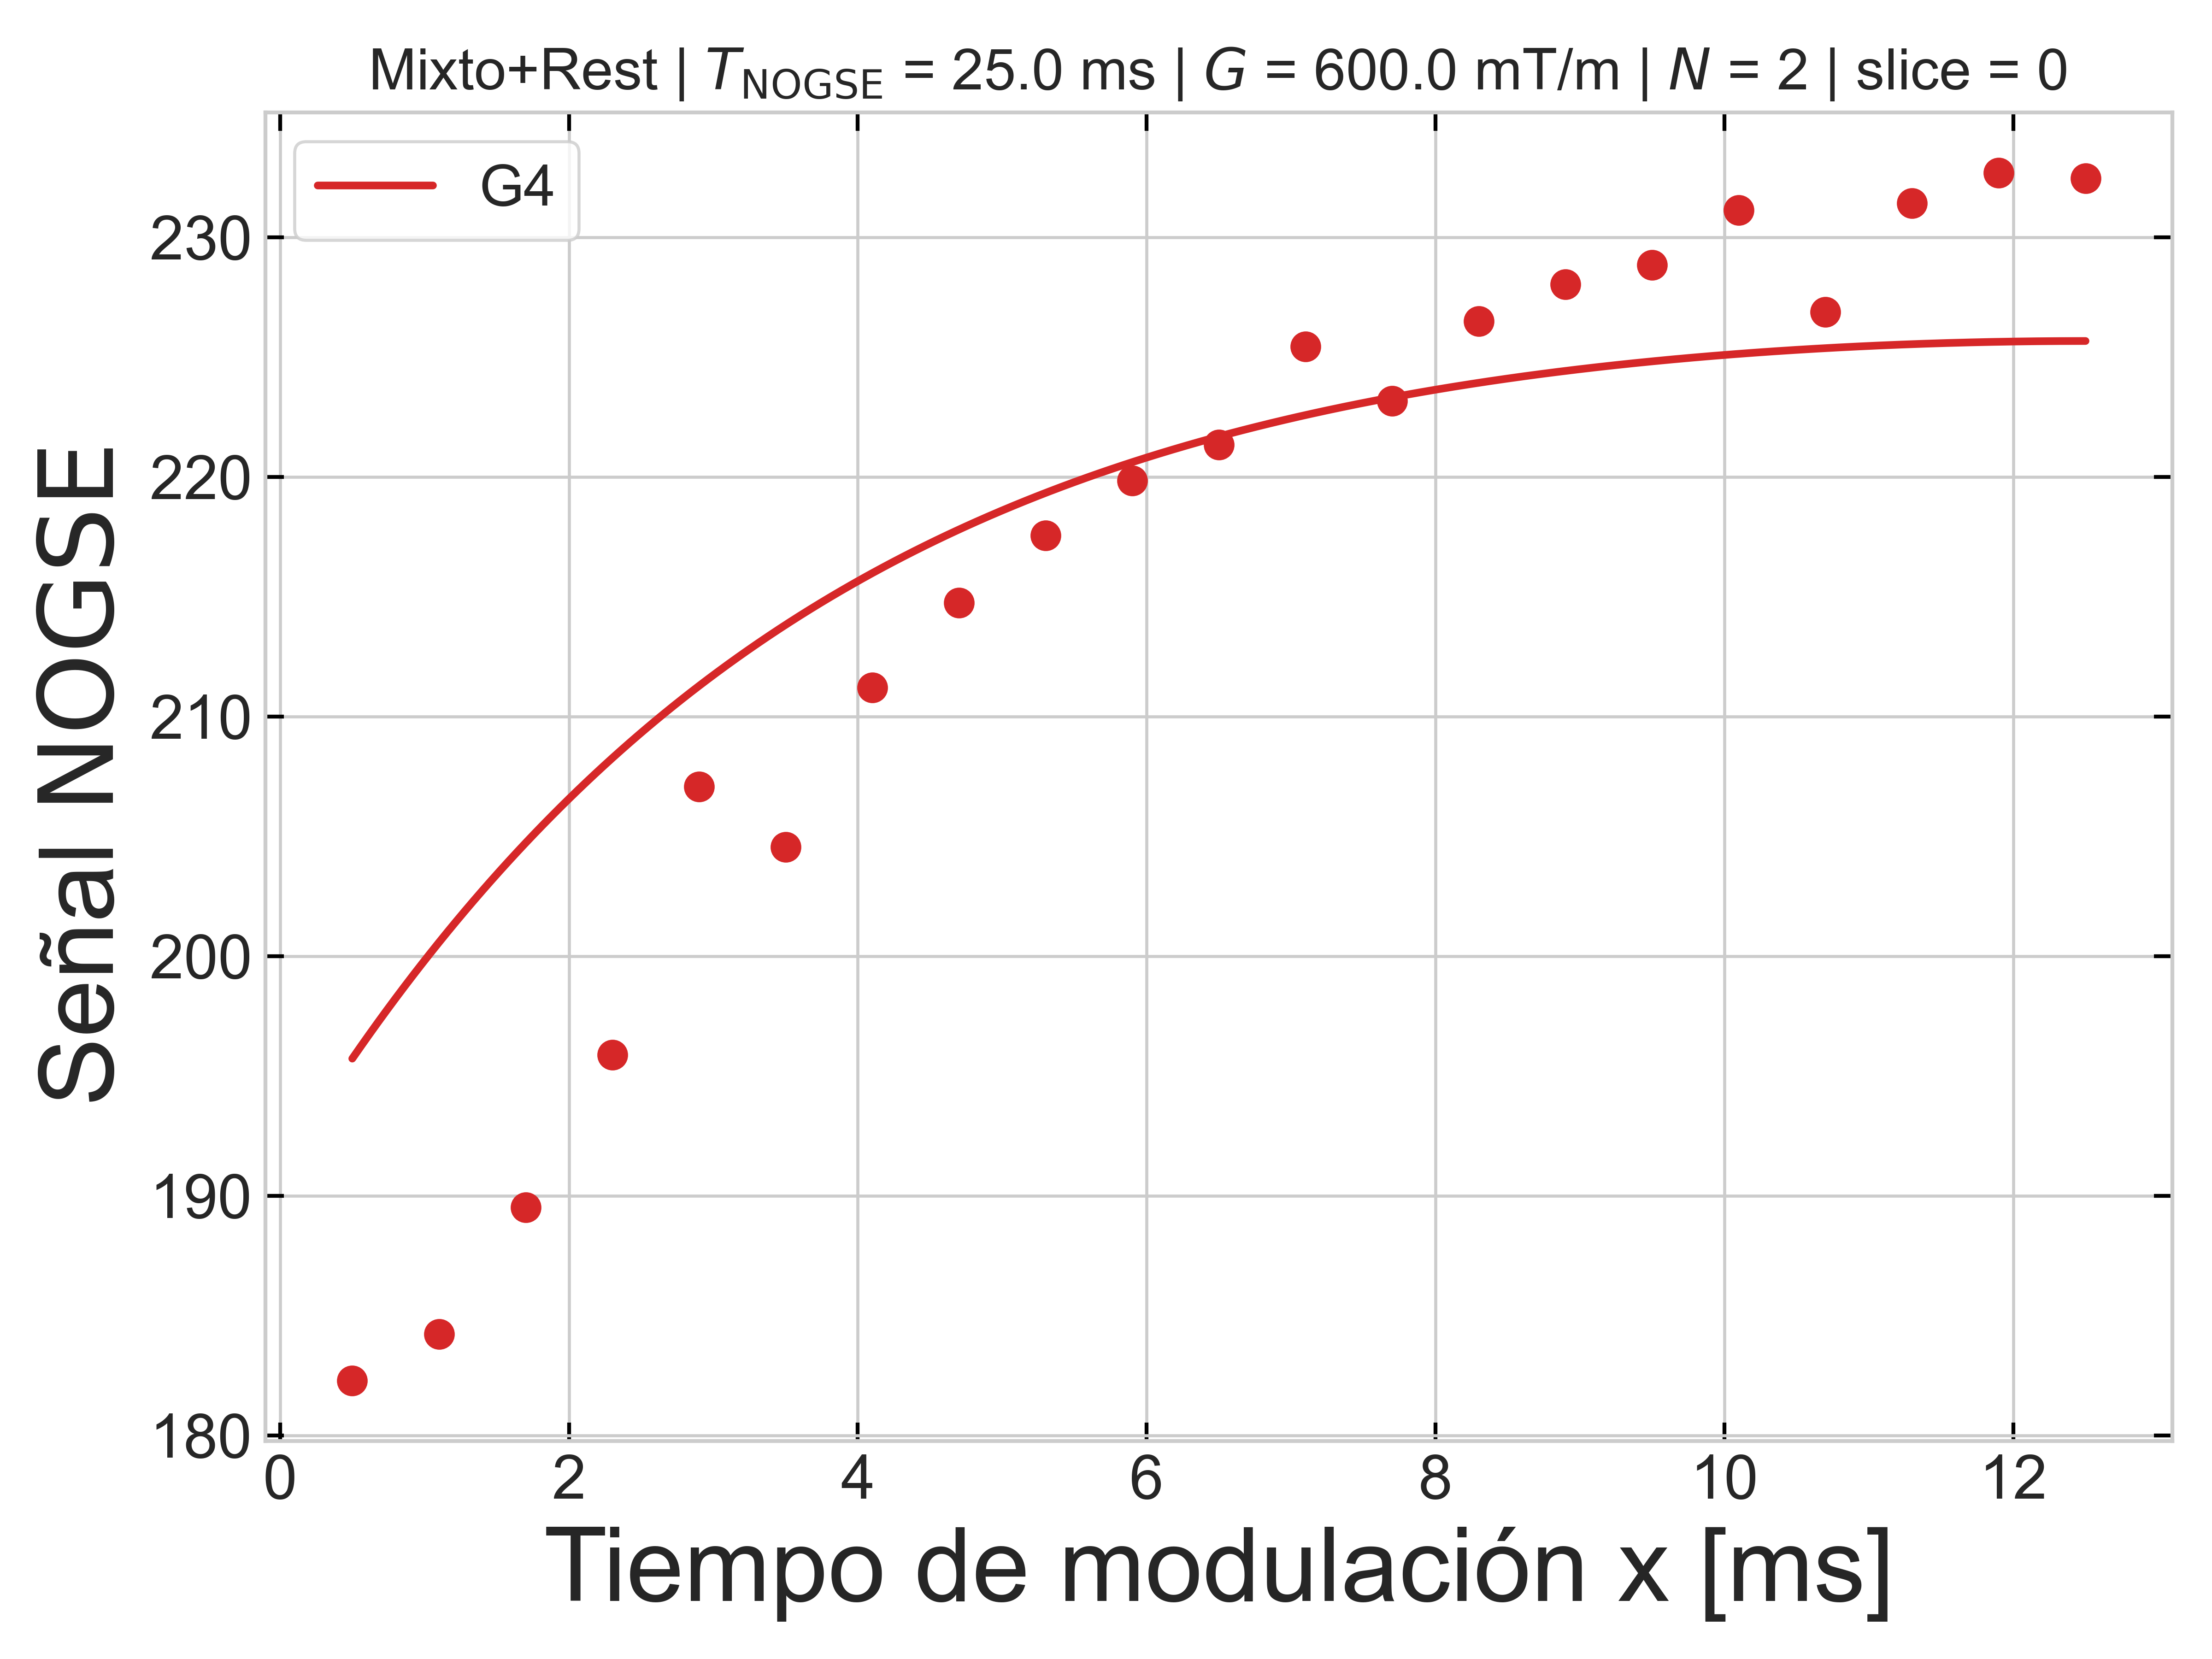 Mixto+Rest | T_NOGSE = 25.0 ms | G = 600.0 mT/m | N = 2 | slice = 0
G4
230
220
210
200
190
180
0 2 4 6 8 10 12
Señal NOGSE
Tiempo de modulación x [ms]